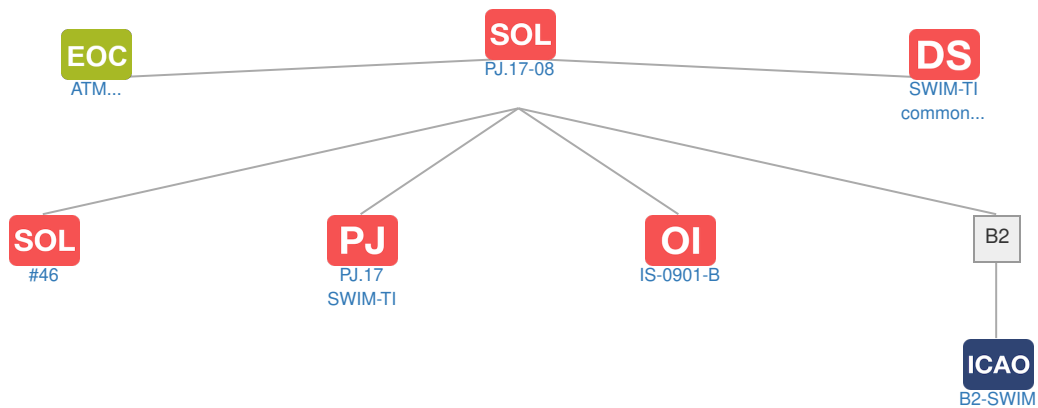 EOC
ATM...
SOL
PJ.17-08
DS
SWIM-TI
common...
SOL
#46
PJ
PJ.17
SWIM-TI
OI
IS-0901-B
B2
ICAO
B2-SWIM